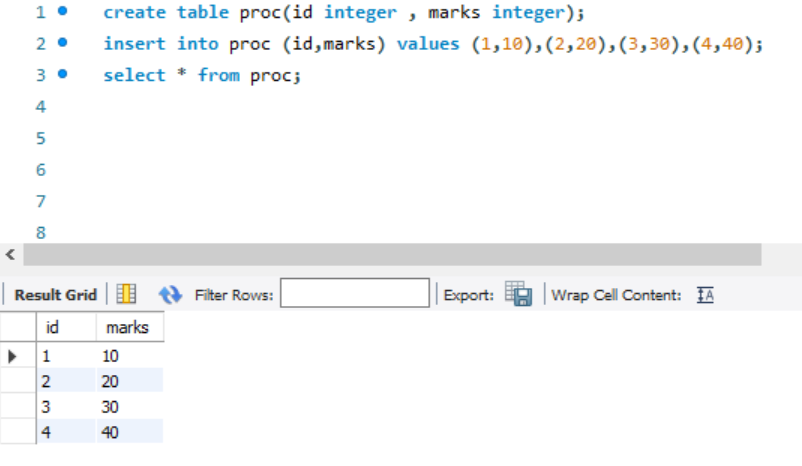 1 create table proc(id integer , marks integer);
2 insert into proc (id,marks) values (1,10),(2,20),(3,30),(4,40);
3 select * from proc;
4
5
6
7
8
Result Grid Filter Rows: Export: Wrap Cell Content: IA
id marks
1 10
2 20
3 30
4 40